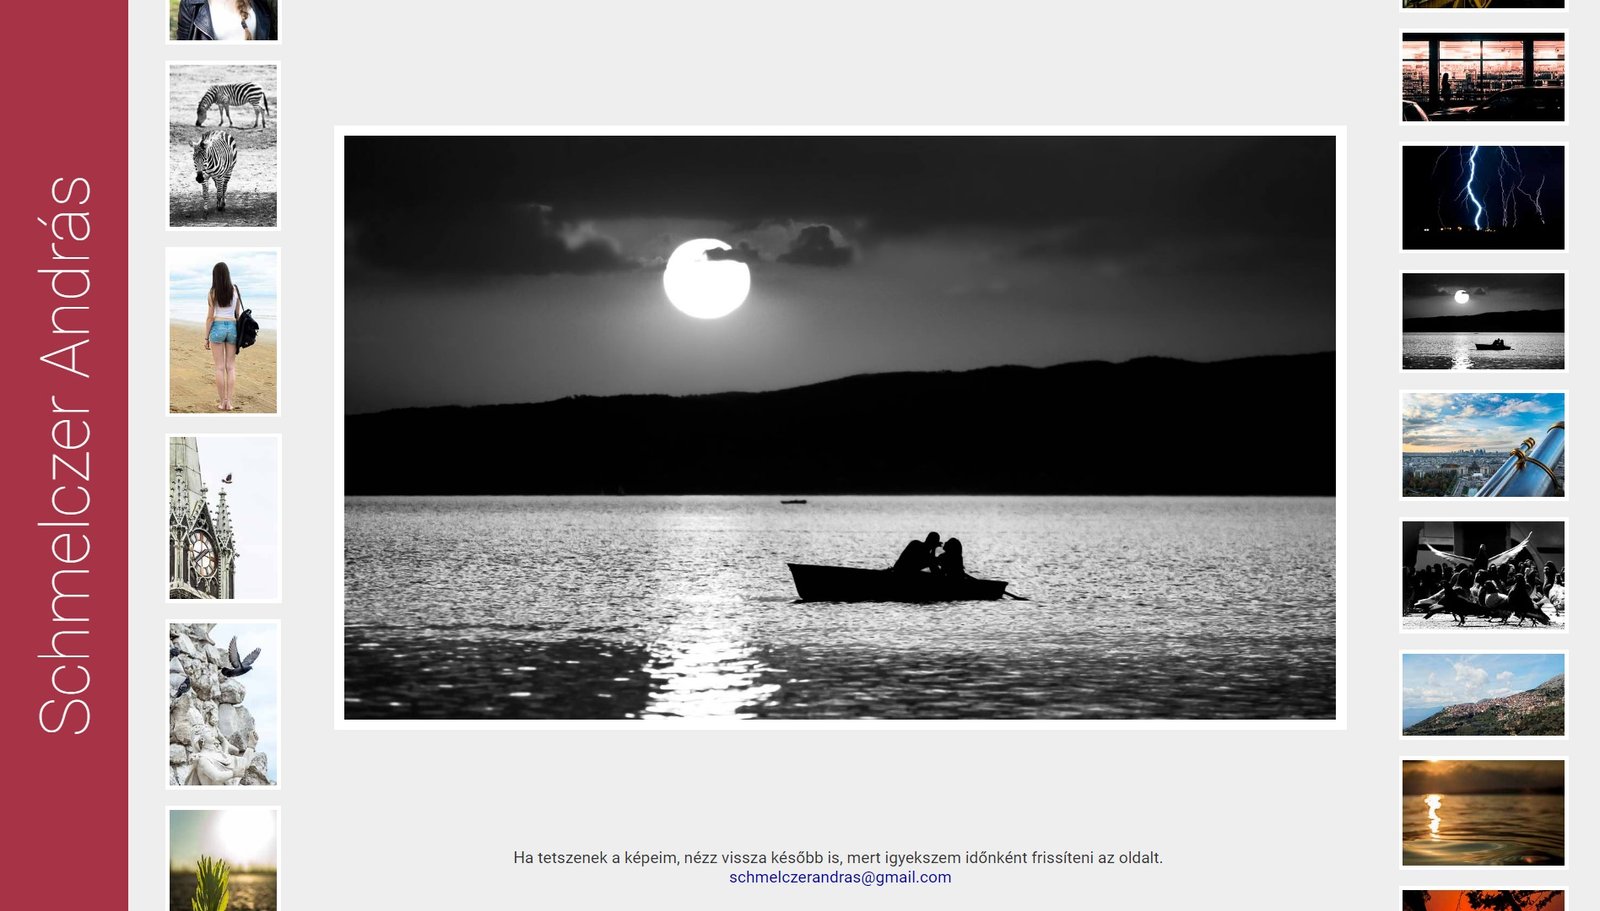 Schmelczer András
Ha tetszenek a képeim, nézz vissza később is, mert igyekszem időnként frissíteni az oldalt.
schmelczerandras@gmail.com